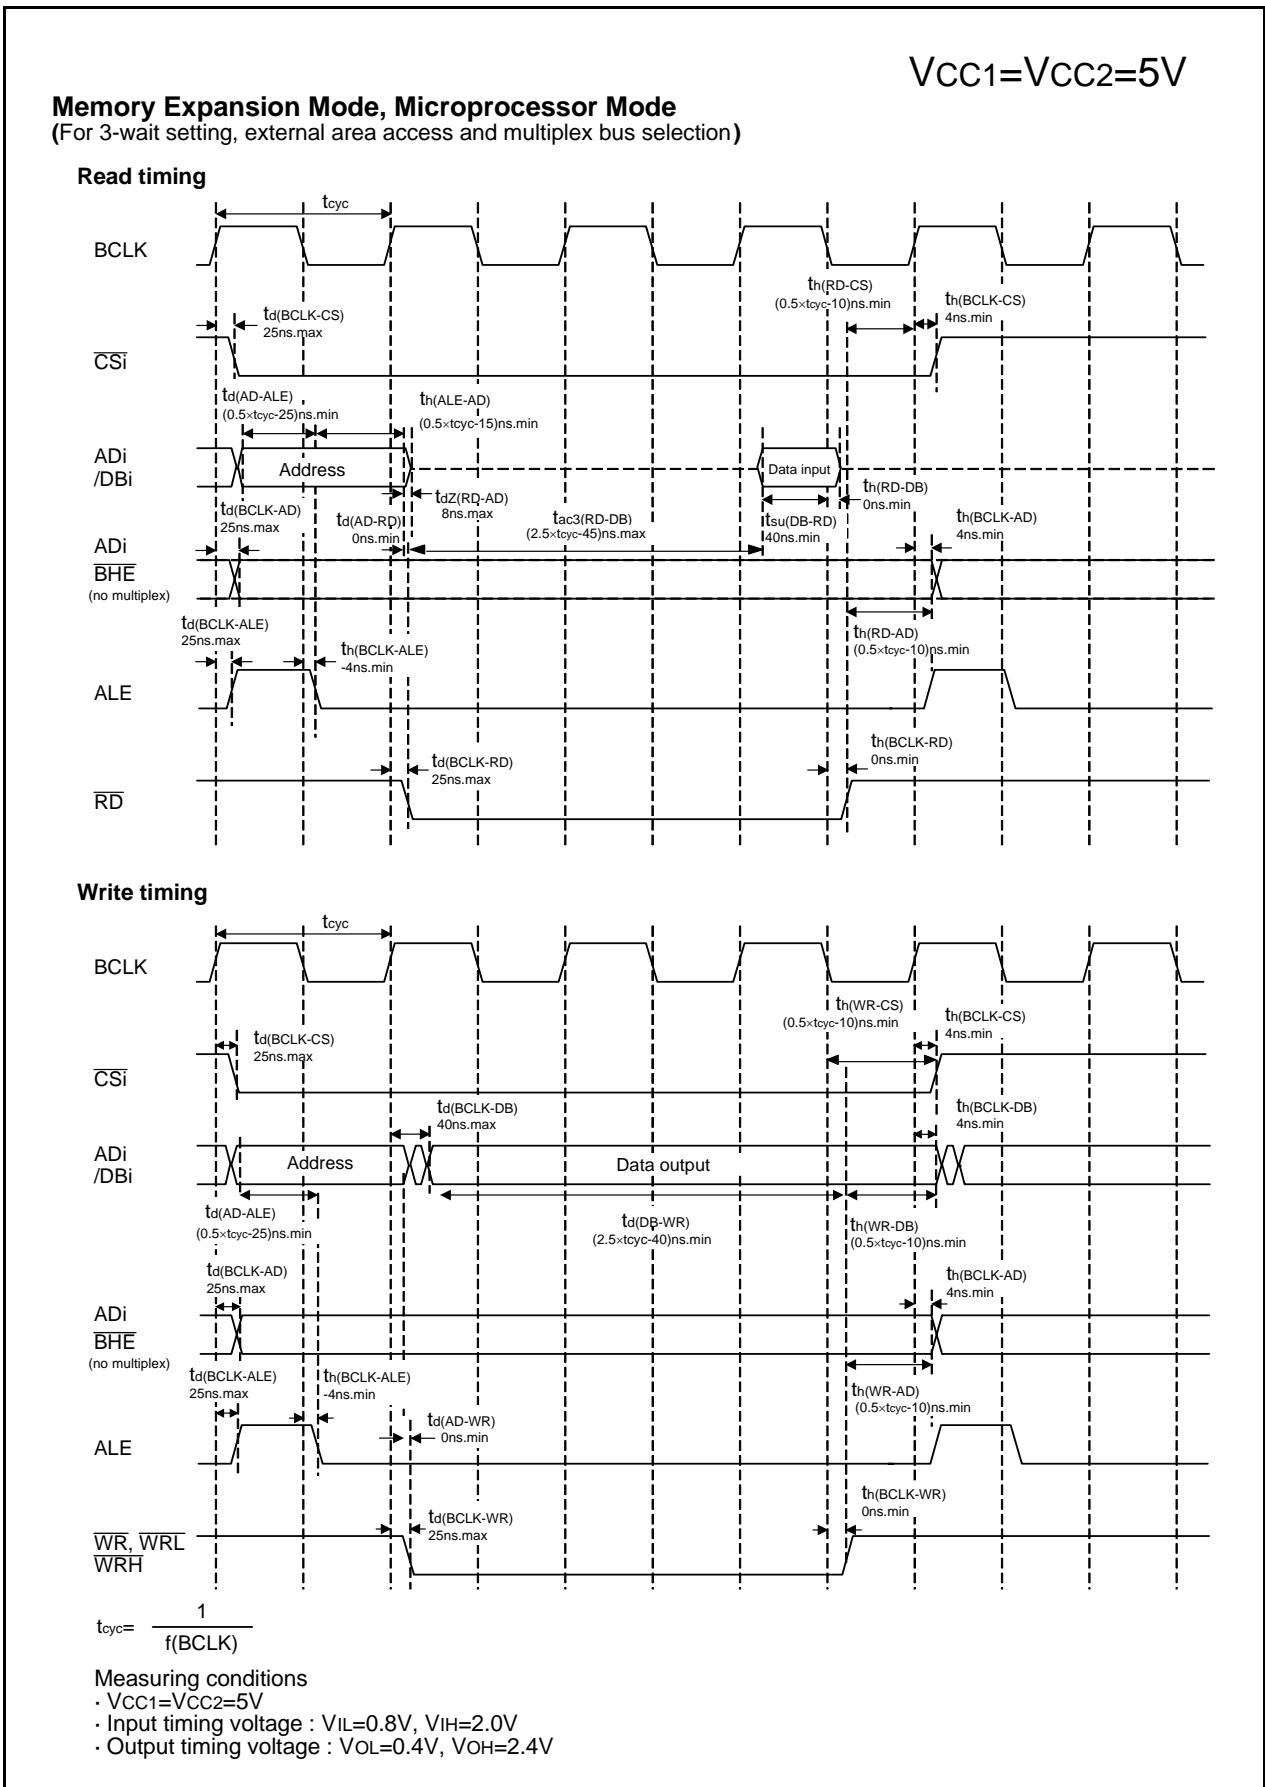 VCC1=VCC2=5V
Memory Expansion Mode, Microprocessor Mode
(For 3-wait setting, external area access and multiplex bus selection)
Read timing
tcyc
BCLK
th(RD-CS)
(0.5×tcyc-10)ns.min
th(BCLK-CS)
4ns.min
td(BCLK-CS)
25ns.max
CSi
td(AD-ALE)
(0.5×tcyc-25)ns.min
th(ALE-AD)
(0.5×tcyc-15)ns.min
ADi
/DBi
Address
Data input
tdZ(RD-AD)
8ns.max
th(RD-DB)
0ns.min
td(BCLK-AD)
25ns.max
td(AD-RD)
0ns.min
tac3(RD-DB)
(2.5×tcyc-45)ns.max
tsu(DB-RD)
40ns.min
th(BCLK-AD)
4ns.min
ADi
BHE
(no multiplex)
td(BCLK-ALE)
25ns.max
th(BCLK-ALE)
-4ns.min
th(RD-AD)
(0.5×tcyc-10)ns.min
ALE
td(BCLK-RD)
25ns.max
th(BCLK-RD)
0ns.min
RD
Write timing
tcyc
BCLK
th(WR-CS)
(0.5×tcyc-10)ns.min
th(BCLK-CS)
4ns.min
td(BCLK-CS)
25ns.max
CSi
td(BCLK-DB)
40ns.max
th(BCLK-DB)
4ns.min
ADi
/DBi
Address
Data output
td(AD-ALE)
(0.5×tcyc-25)ns.min
td(DB-WR)
(2.5×tcyc-40)ns.min
th(WR-DB)
(0.5×tcyc-10)ns.min
td(BCLK-AD)
25ns.max
th(BCLK-AD)
4ns.min
ADi
BHE
(no multiplex)
td(BCLK-ALE)
25ns.max
th(BCLK-ALE)
-4ns.min
th(WR-AD)
(0.5×tcyc-10)ns.min
td(AD-WR)
0ns.min
ALE
td(BCLK-WR)
25ns.max
th(BCLK-WR)
0ns.min
WR, WRL
WRH
tcyc= 1
f(BCLK)
Measuring conditions
· VCC1=VCC2=5V
· Input timing voltage : VIL=0.8V, VIH=2.0V
· Output timing voltage : VOL=0.4V, VOH=2.4V